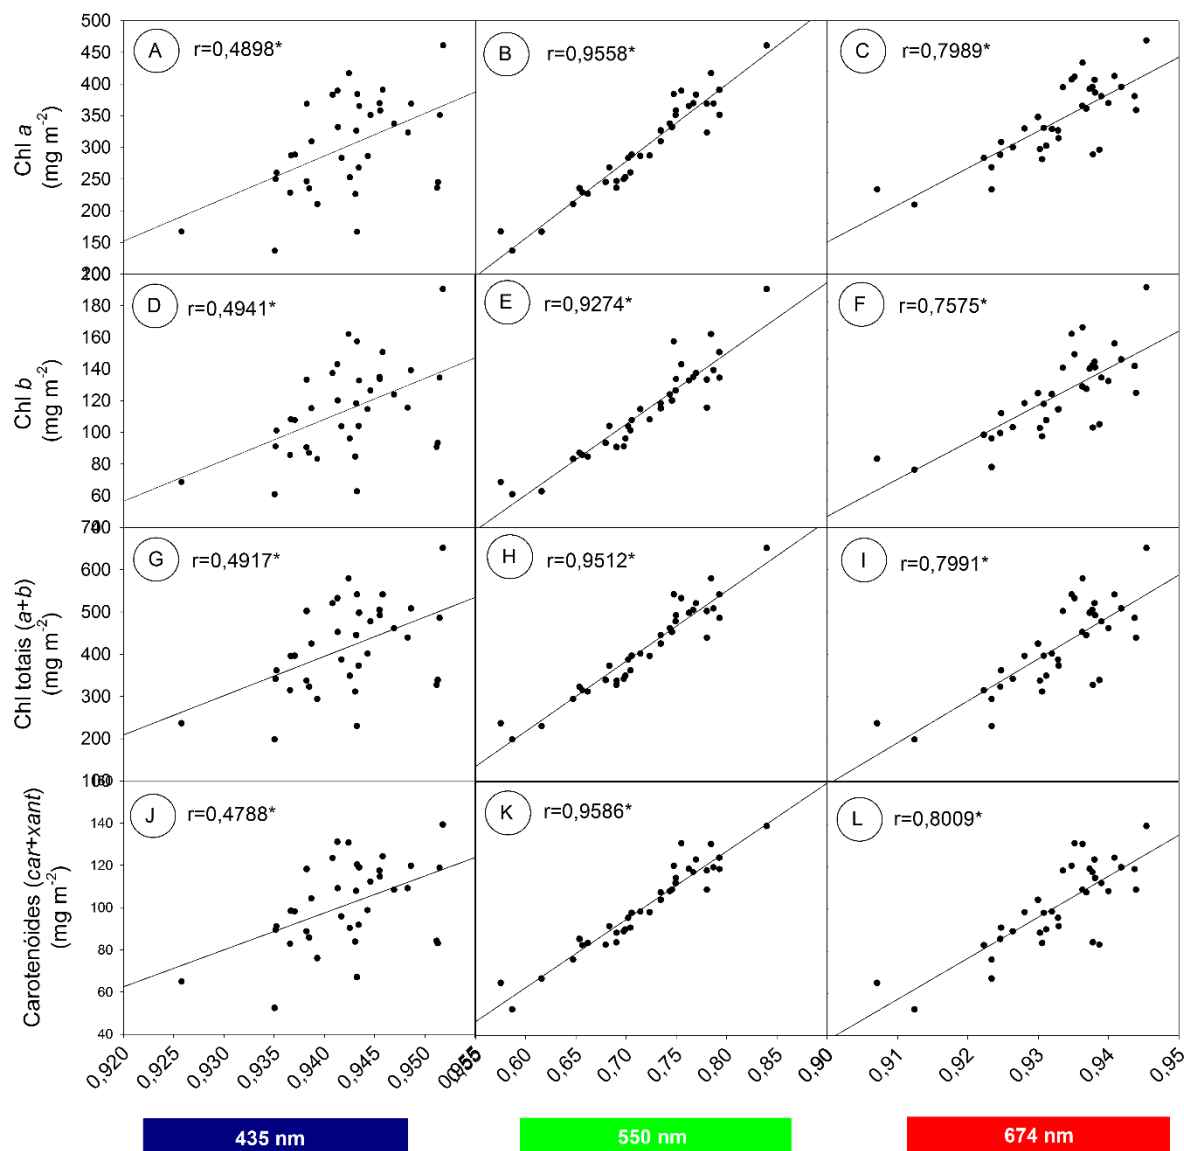 500
450
400
350
300
250
200
150
Chl a
(mg m-2)
A r=0,4898*
B r=0,9558*
C r=0,7989*
200
180
160
140
120
100
80
60
Chl b
(mg m-2)
D r=0,4941*
E r=0,9274*
F r=0,7575*
600
500
400
300
200
Chl totais (a+b)
(mg m-2)
G r=0,4917*
H r=0,9512*
I r=0,7991*
140
120
100
80
60
40
Carotenóides (car+xant)
(mg m-2)
J r=0,4788*
K r=0,9586*
L r=0,8009*
0,920 0,925 0,930 0,935 0,940 0,945 0,950 0,60 0,65 0,70 0,75 0,80 0,85 0,91 0,92 0,93 0,94 0,95
435 nm 550 nm 674 nm